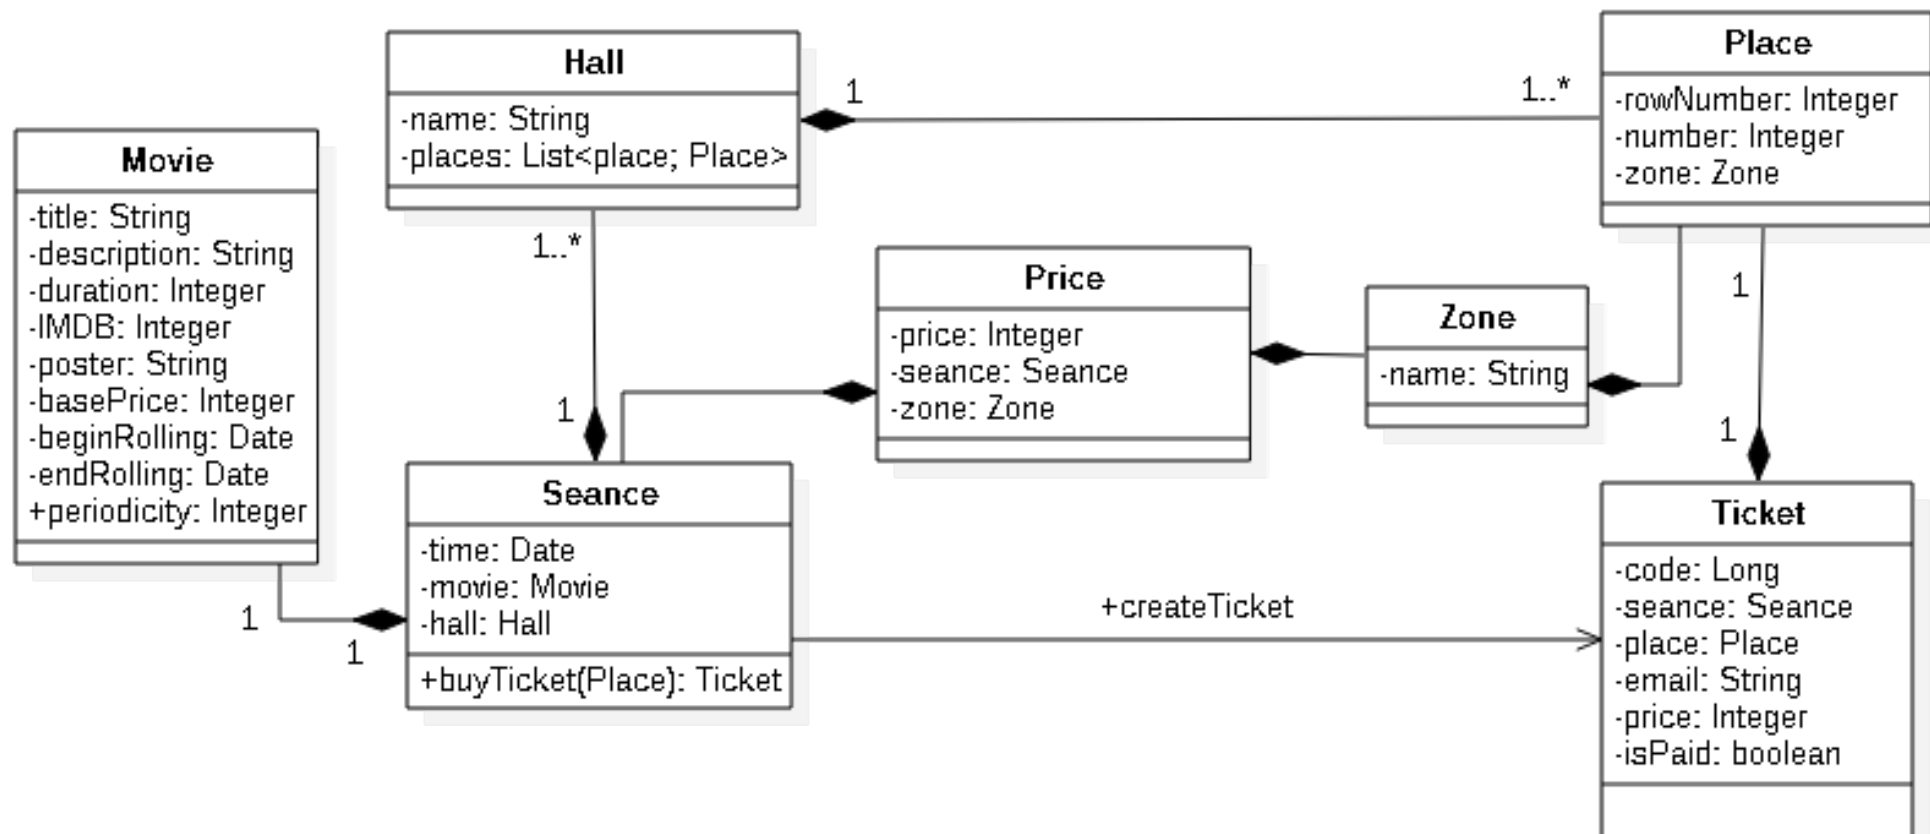 Movie
-title: String
-description: String
-duration: Integer
-IMDB: Integer
-poster: String
-basePrice: Integer
-beginRolling: Date
-endRolling: Date
+periodicity: Integer
Hall
-name: String
-places: List<place; Place>
1
1..*
Place
-rowNumber: Integer
-number: Integer
-zone: Zone
1..*
1
Price
-price: Integer
-seance: Seance
-zone: Zone
Zone
-name: String
1
1
Seance
-time: Date
-movie: Movie
-hall: Hall
+buyTicket(Place): Ticket
1
1
+createTicket
Ticket
-code: Long
-seance: Seance
-place: Place
-email: String
-price: Integer
-isPaid: boolean